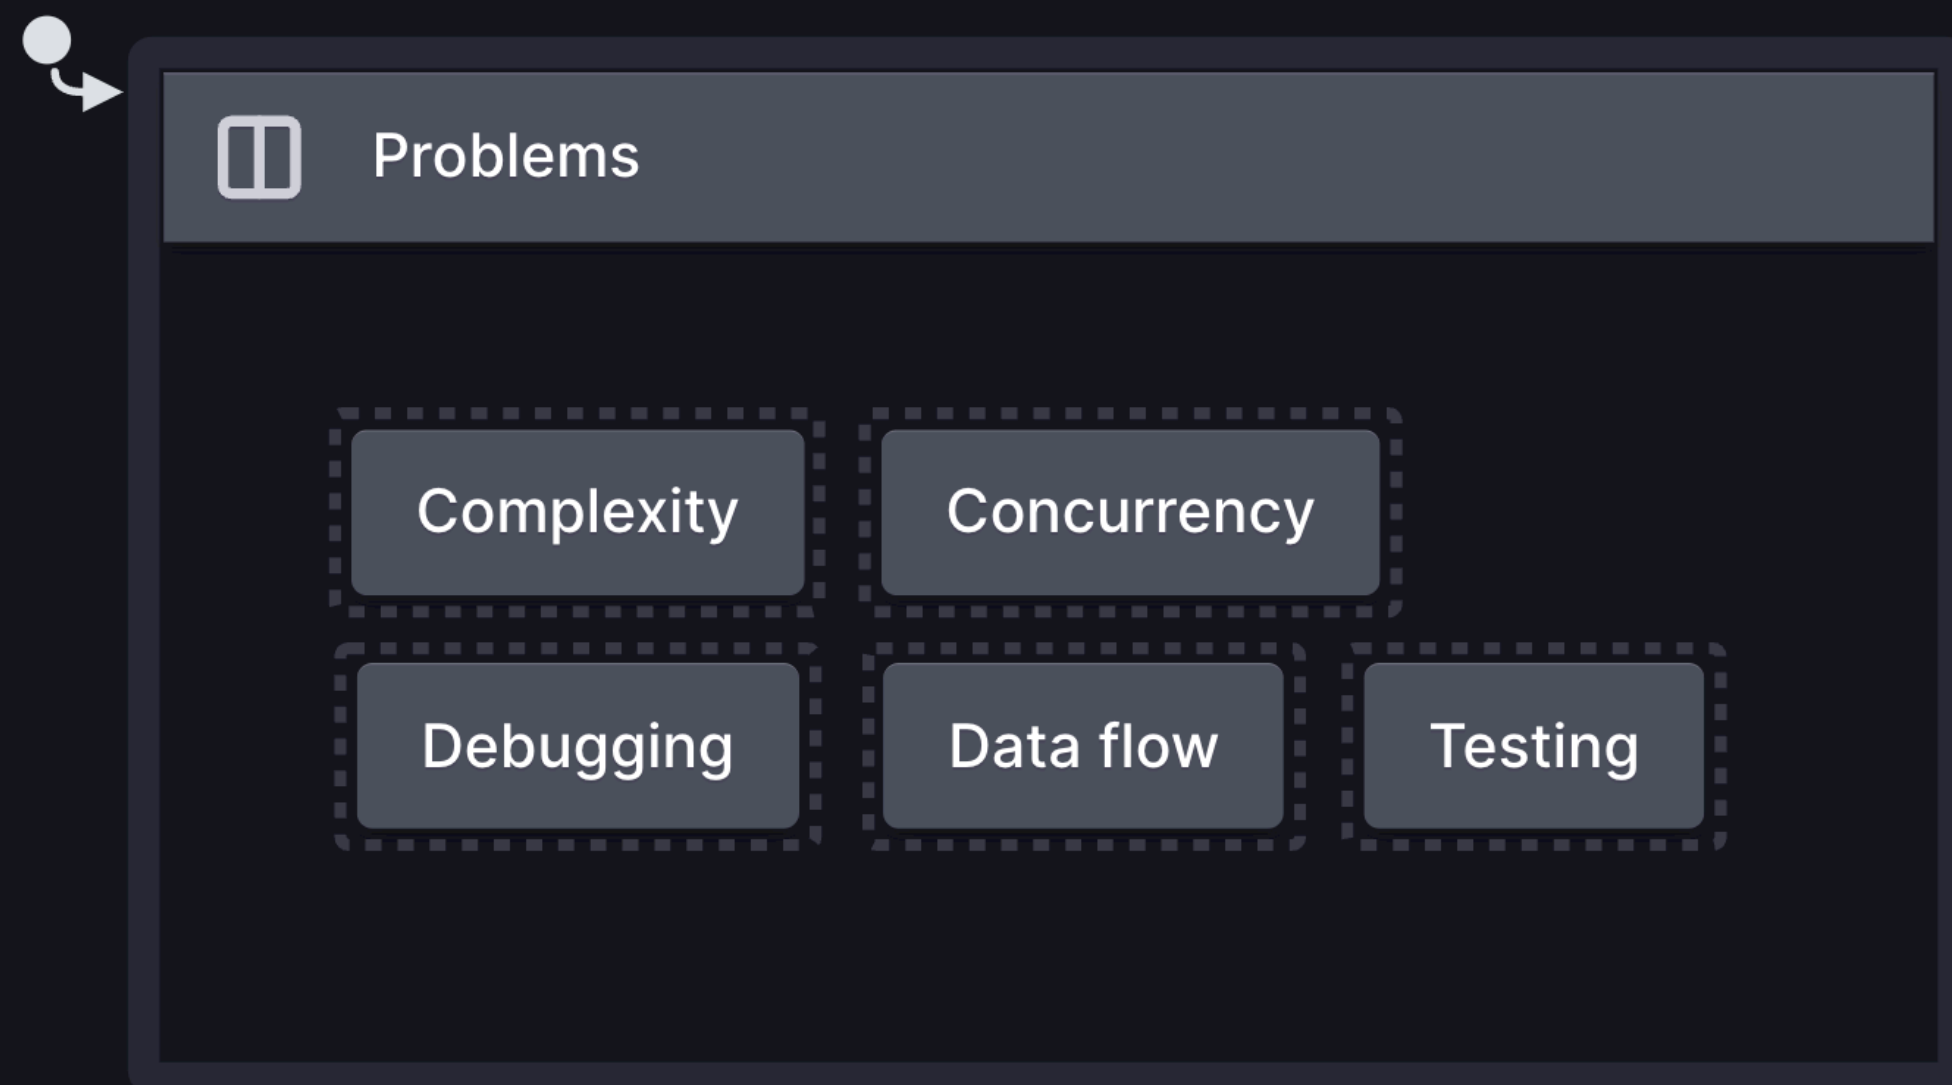 Problems
Complexity
Concurrency
Debugging
Data flow
Testing